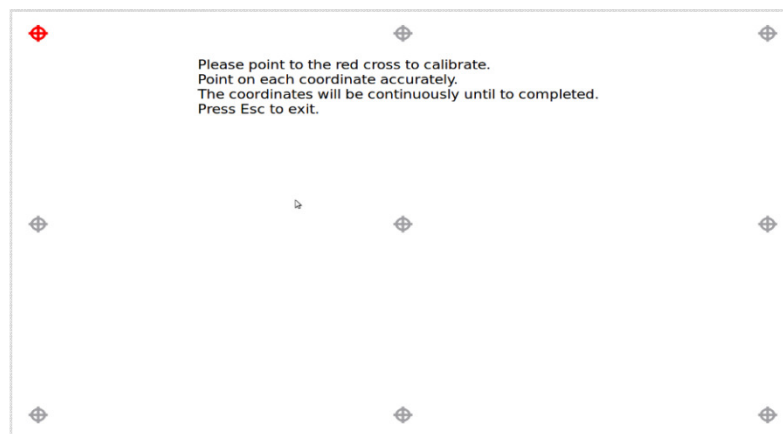 Please point to the red cross to calibrate.
Point on each coordinate accurately.
The coordinates will be continuously until to completed.
Press Esc to exit.